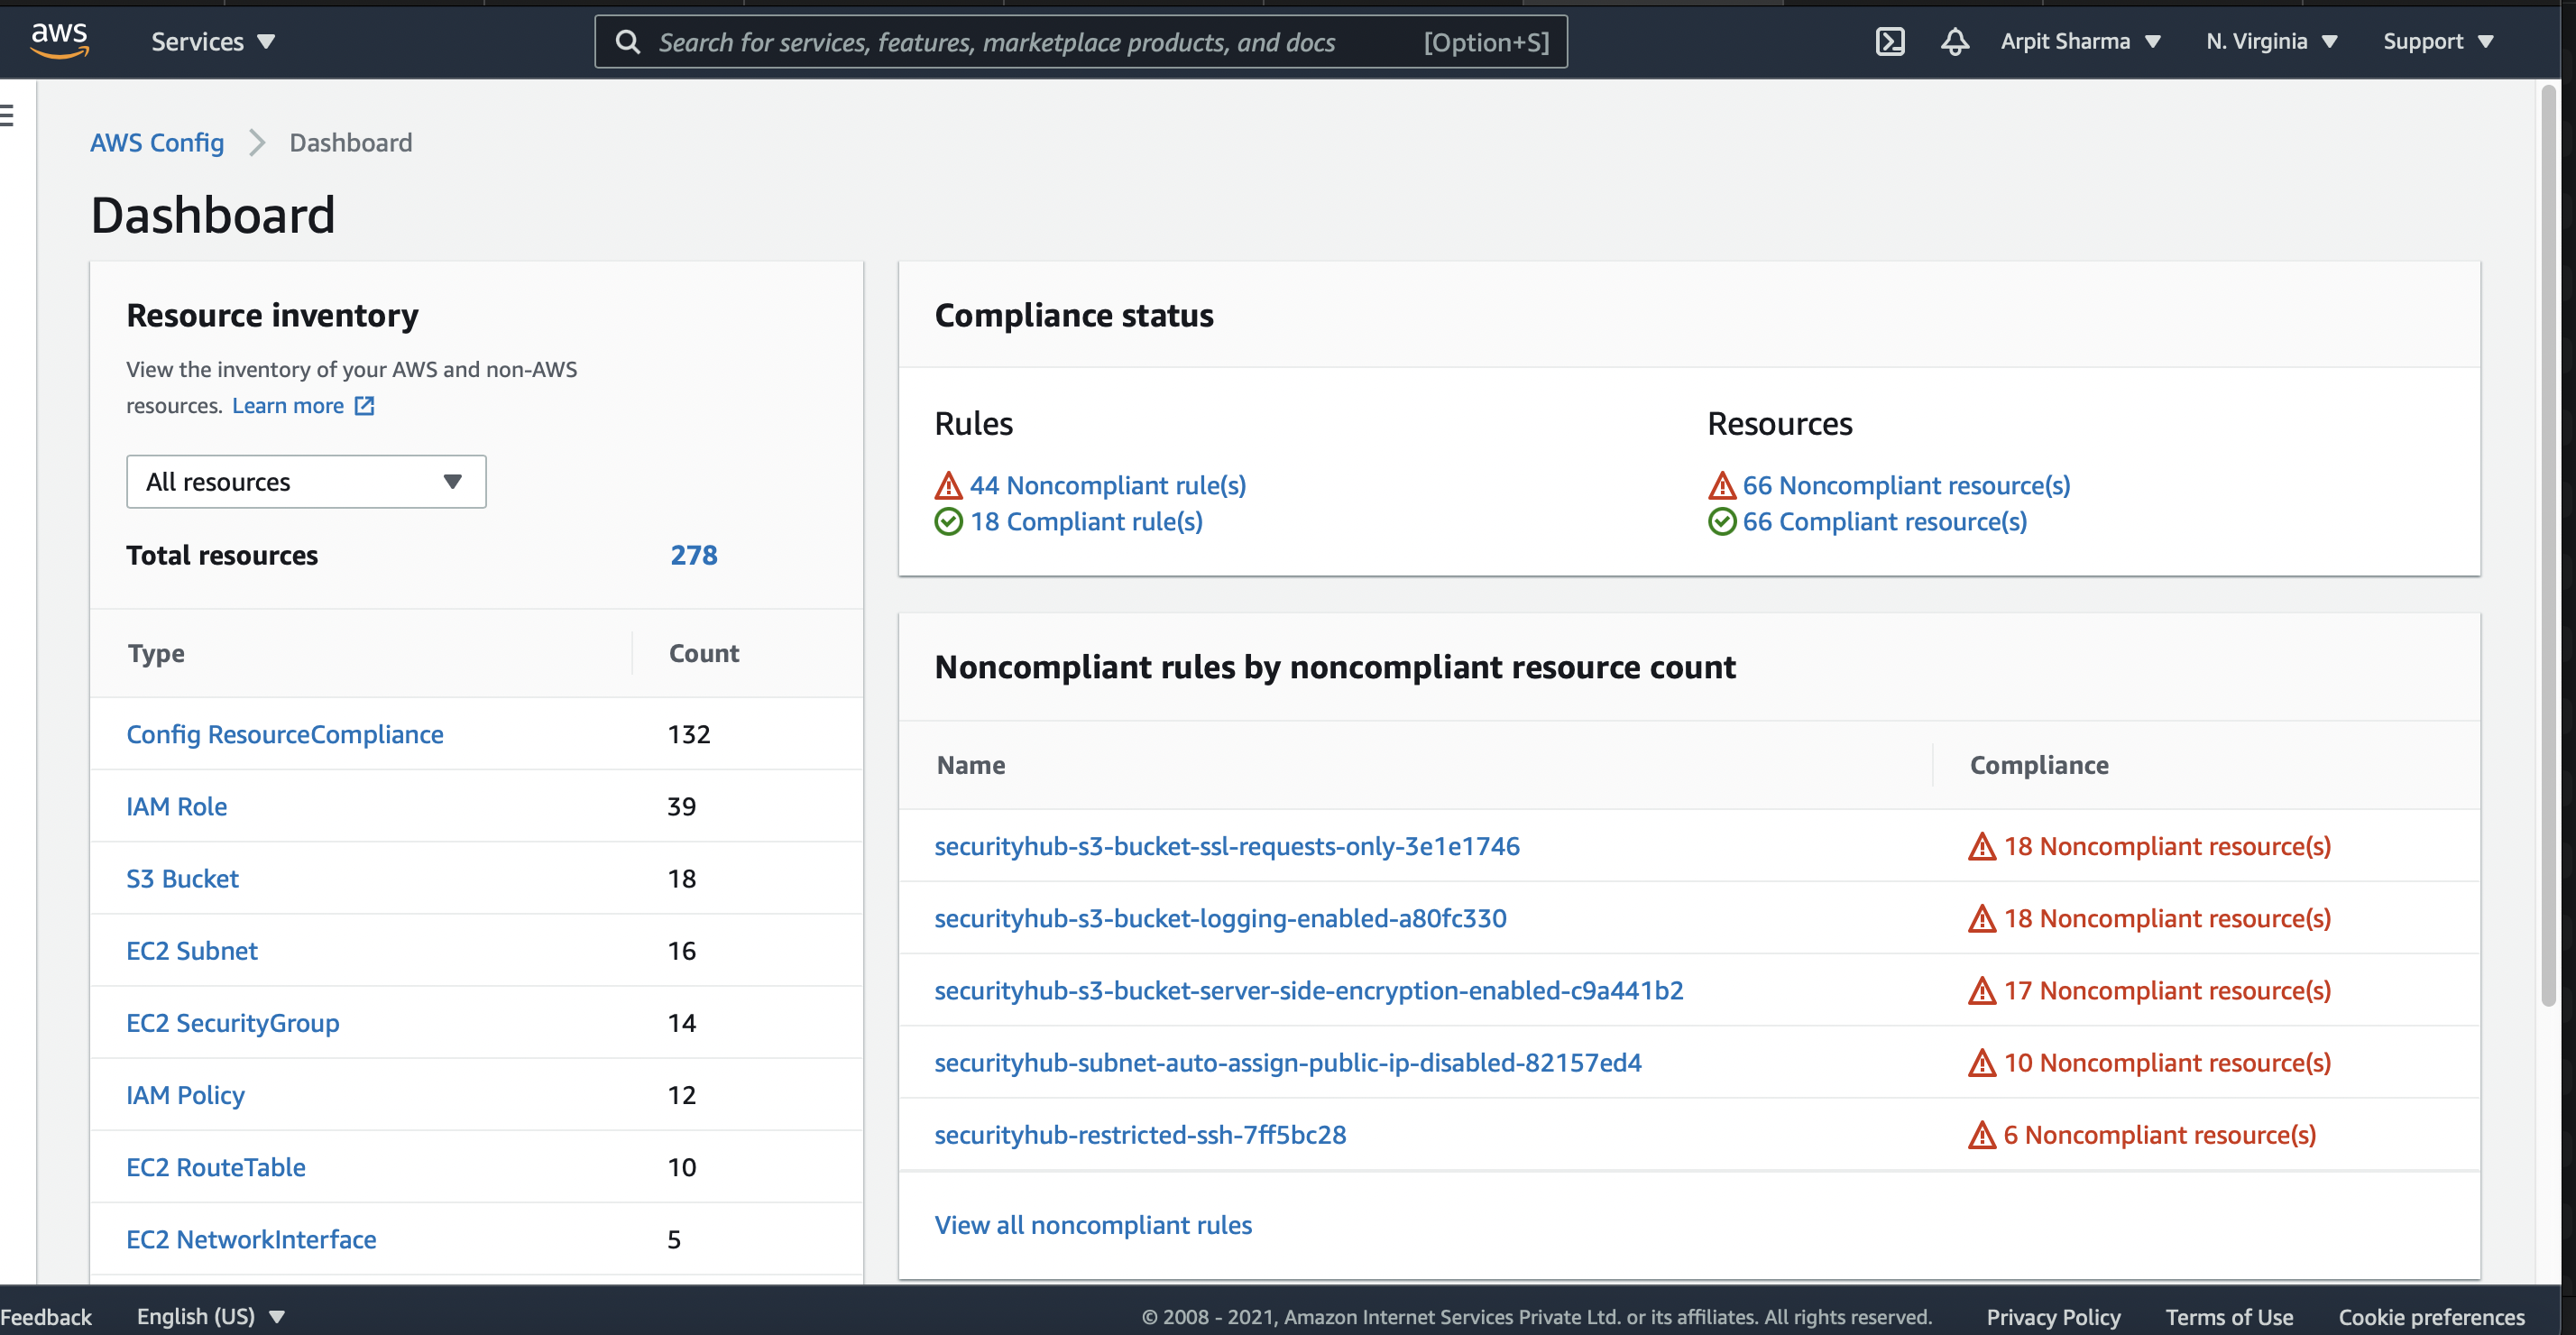 aws
Services
Search for services, features, marketplace products, and docs
[Option+S]
Arpit Sharma
N. Virginia
Support
AWS Config
Dashboard
Dashboard
Resource inventory
View the inventory of your AWS and non-AWS
resources. Learn more
All resources
Total resources 278
Type Count
Config ResourceCompliance 132
IAM Role 39
S3 Bucket 18
EC2 Subnet 16
EC2 SecurityGroup 14
IAM Policy 12
EC2 RouteTable 10
EC2 NetworkInterface 5
Compliance status
Rules
44 Noncompliant rule(s)
18 Compliant rule(s)
Resources
66 Noncompliant resource(s)
66 Compliant resource(s)
Noncompliant rules by noncompliant resource count
Name Compliance
securityhub-s3-bucket-ssl-requests-only-3e1e1746 18 Noncompliant resource(s)
securityhub-s3-bucket-logging-enabled-a80fc330 18 Noncompliant resource(s)
securityhub-s3-bucket-server-side-encryption-enabled-c9a441b2 17 Noncompliant resource(s)
securityhub-subnet-auto-assign-public-ip-disabled-82157ed4 10 Noncompliant resource(s)
securityhub-restricted-ssh-7ff5bc28 6 Noncompliant resource(s)
View all noncompliant rules
Feedback
English (US)
© 2008 - 2021, Amazon Internet Services Private Ltd. or its affiliates. All rights reserved.
Privacy Policy
Terms of Use
Cookie preferences